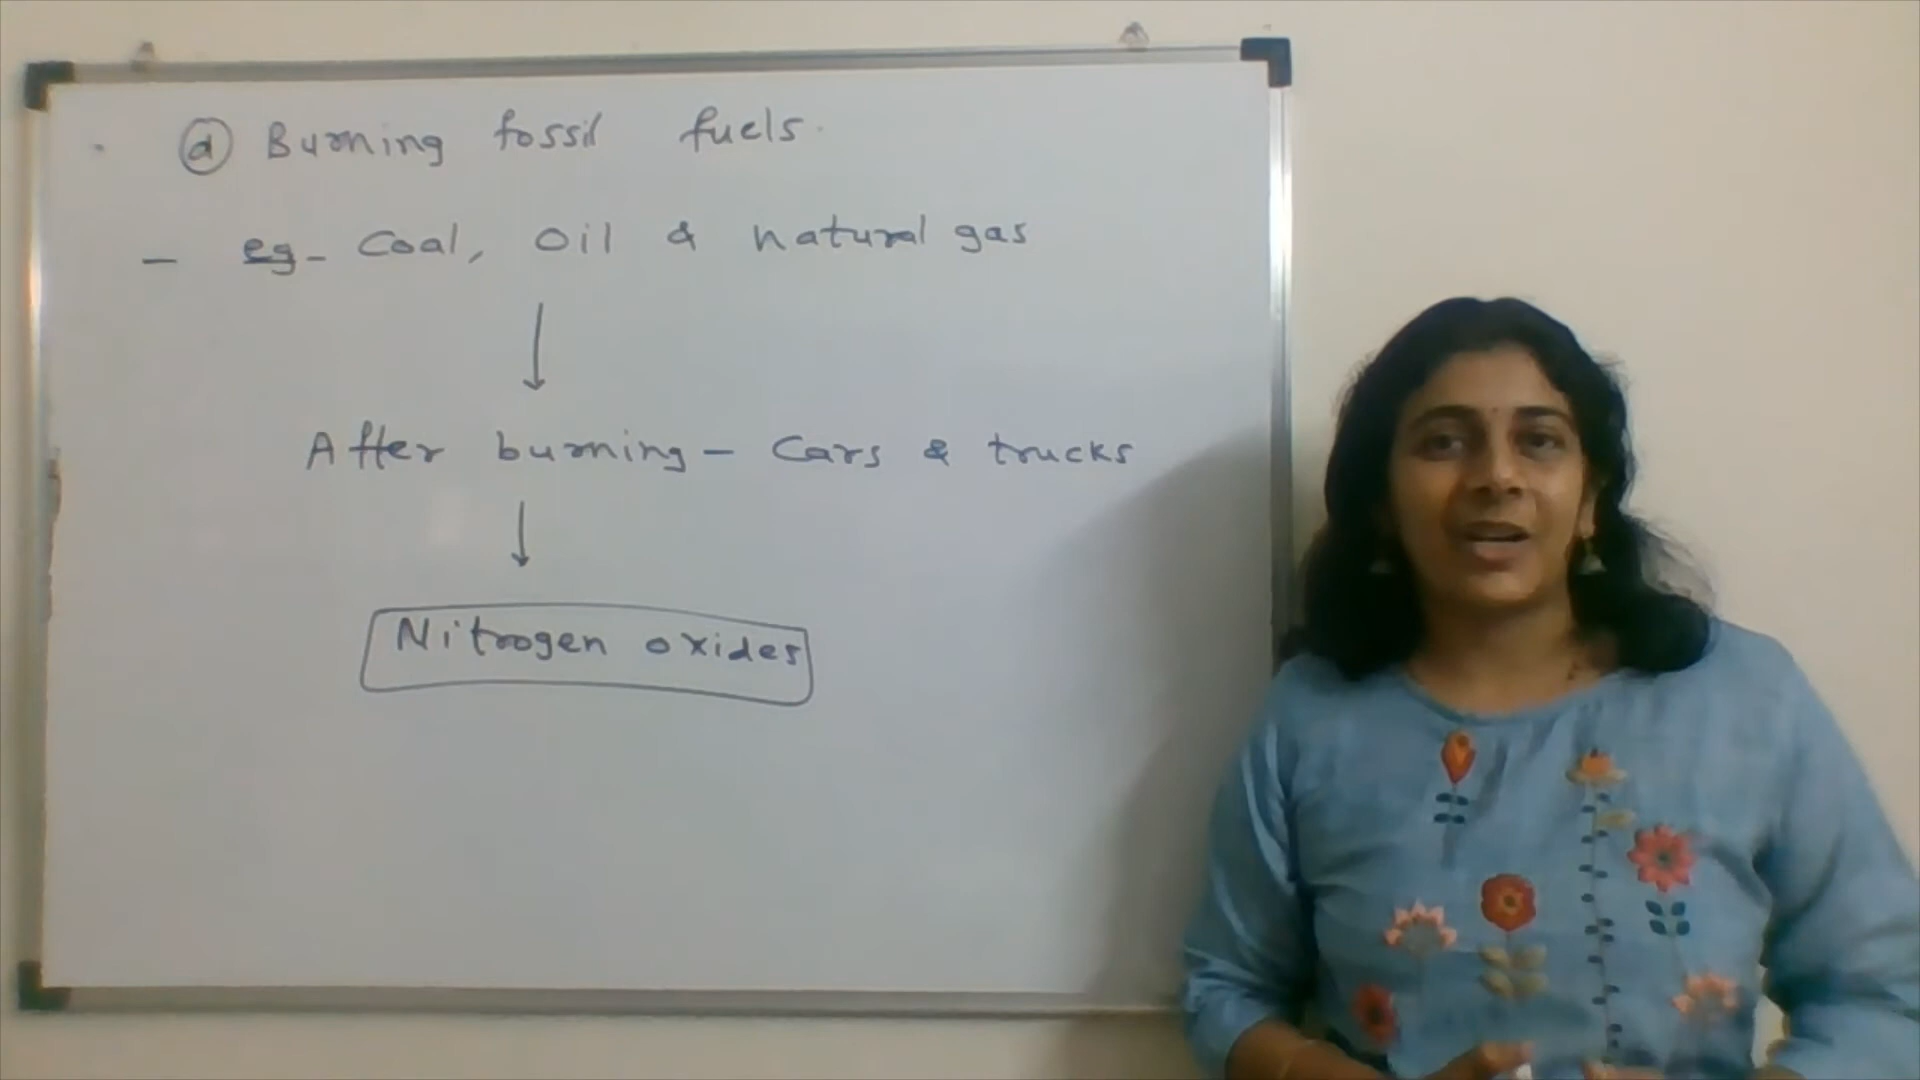 ⓓ Burning fossil fuels.
- eg- Coal, Oil & natural gas
↓
After burning - Cars & trucks
↓
Nitrogen oxides